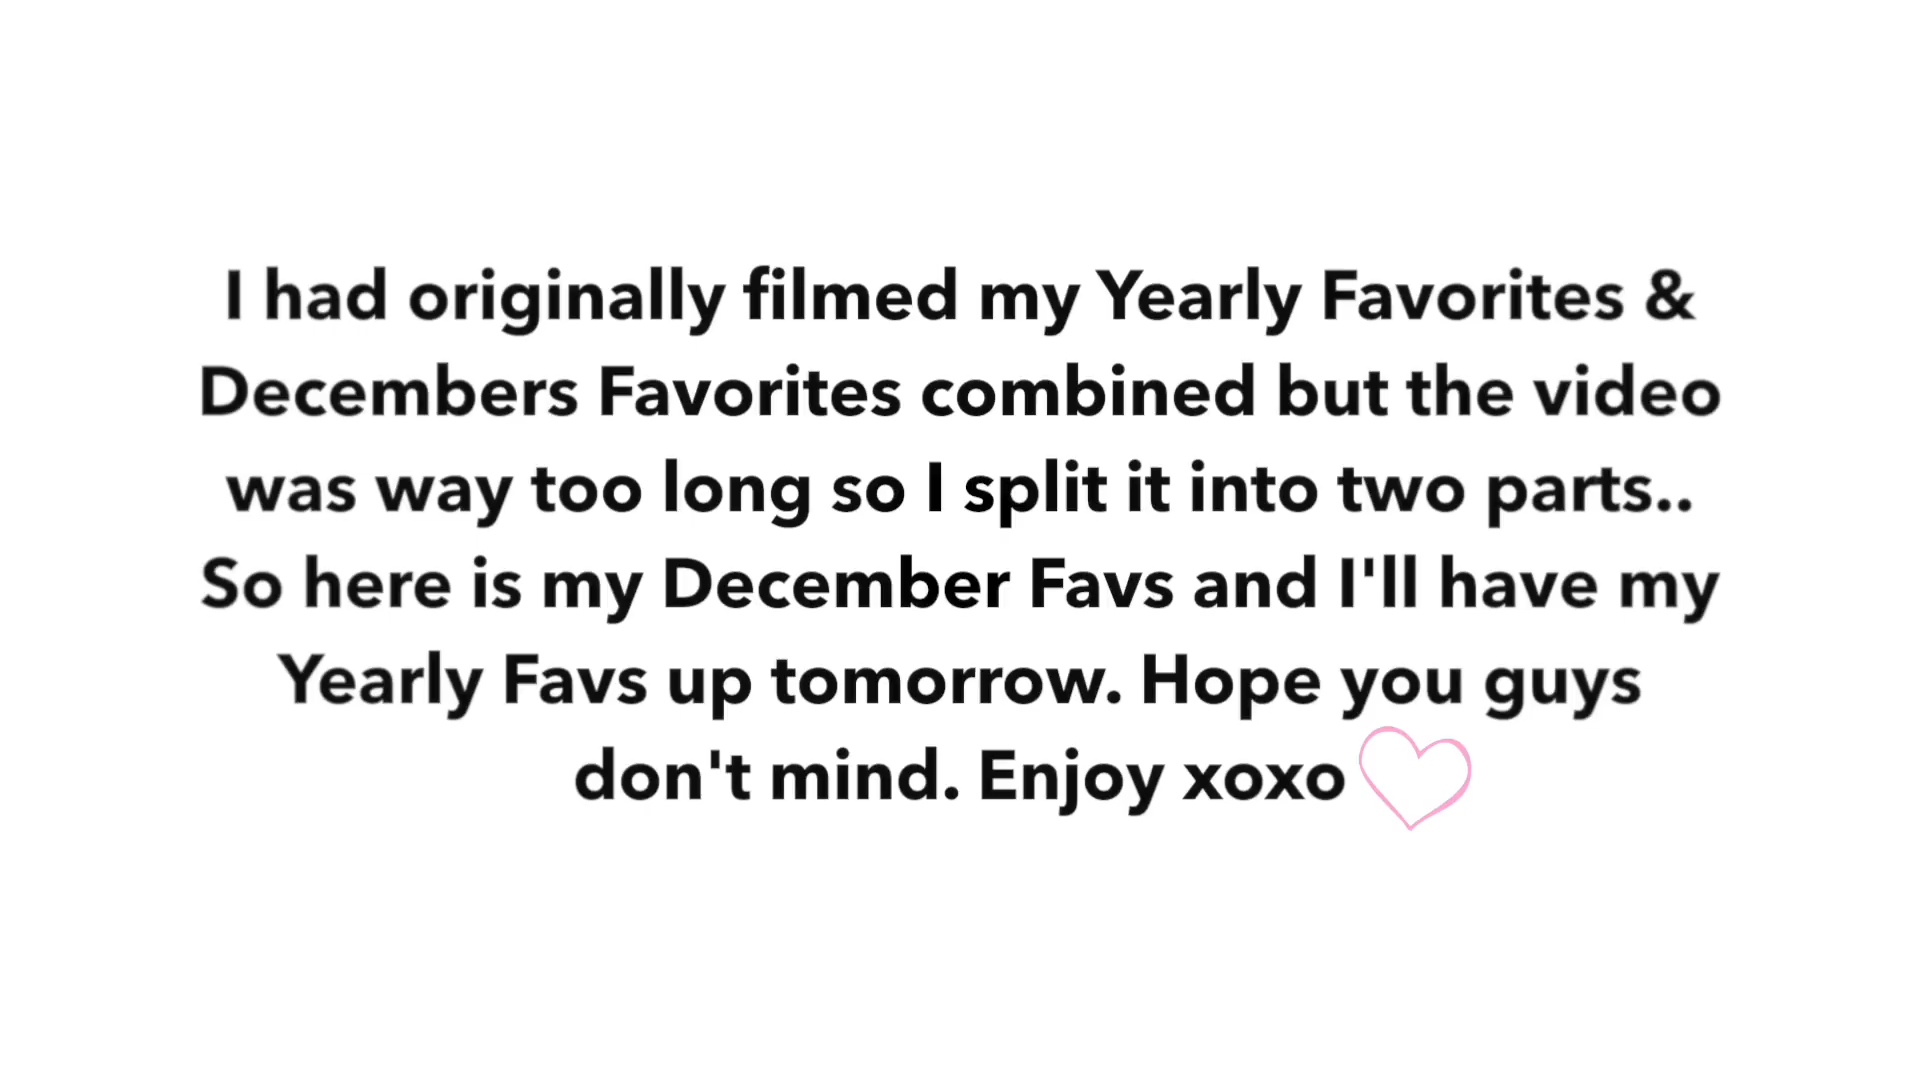 I had originally filmed my Yearly Favorites &
Decembers Favorites combined but the video
was way too long so I split it into two parts..
So here is my December Favs and I'll have my
Yearly Favs up tomorrow. Hope you guys
don't mind. Enjoy xoxo